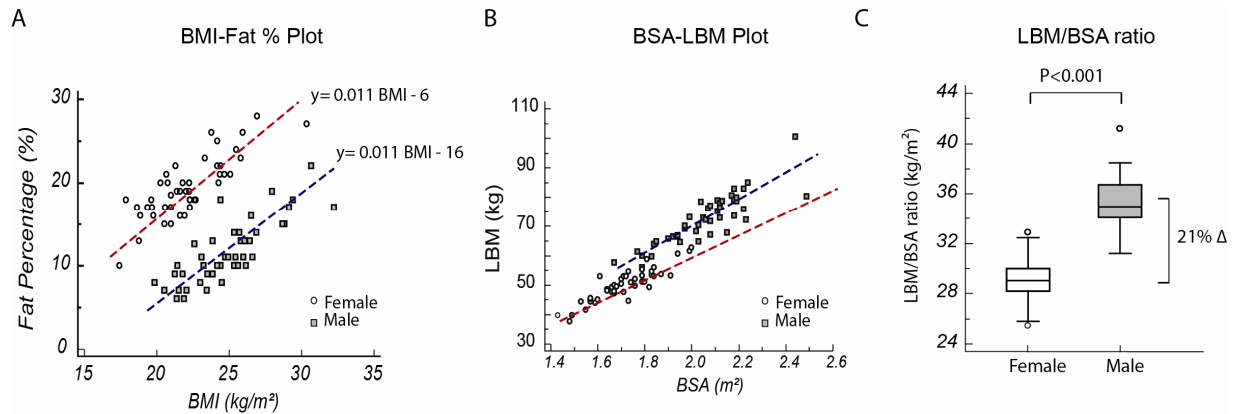 A
BMI-Fat % Plot
30
20
10
0
Fat Percentage (%)
y= 0.011 BMI - 6
y= 0.011 BMI - 16
Female
Male
15
20
25
30
35
BMI (kg/m²)
B
BSA-LBM Plot
110
90
70
50
30
LBM (kg)
Female
Male
1.4
1.6
1.8
2.0
2.2
2.4
2.6
BSA (m²)
C
LBM/BSA ratio
P<0.001
44
40
36
32
28
24
LBM/BSA ratio (kg/m²)
21% Δ
Female
Male